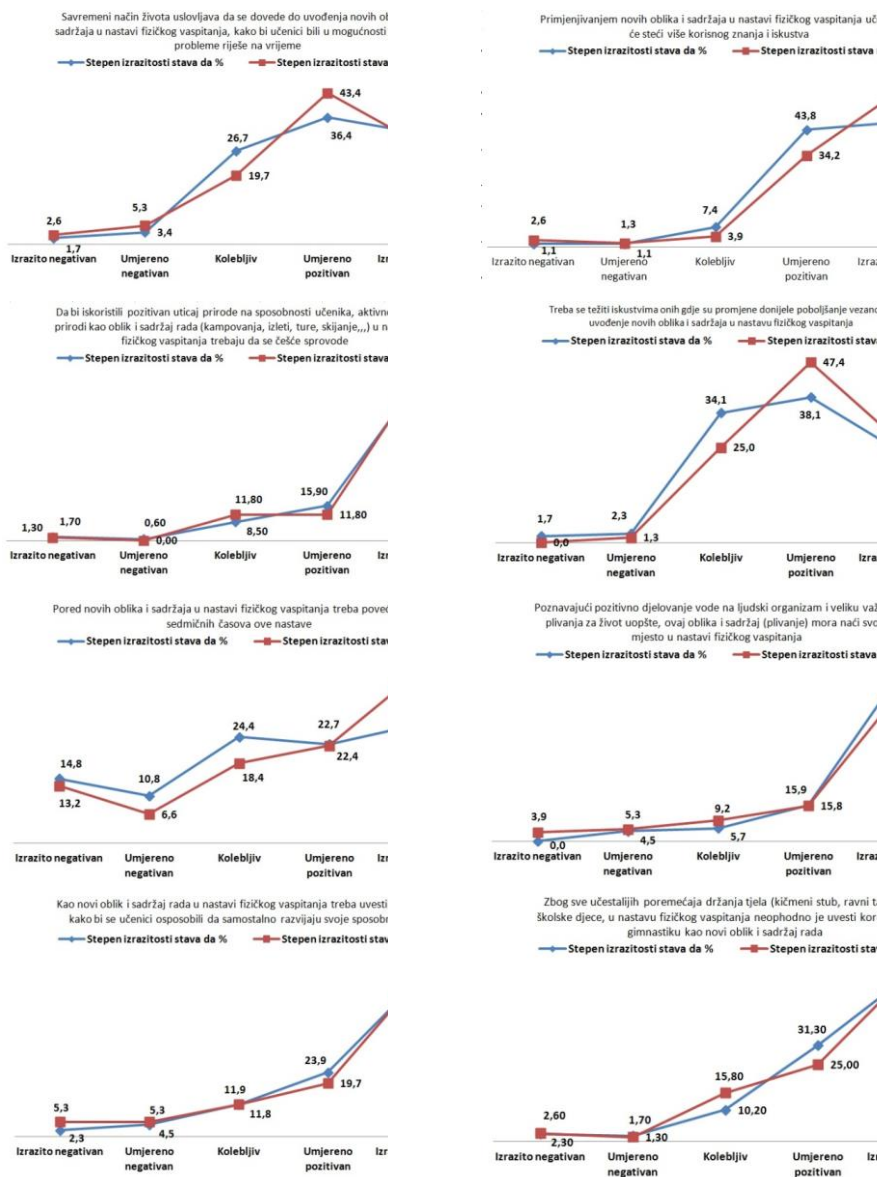 Savremeni način života uslovljava da se dovede do uvođenja novih
sadržaja u nastavi fizičkog vaspitanja, kako bi učenici bili u mogućnosti
probleme riješe na vrijeme
Stepen izrazitosti stava da % Stepen izrazitosti stava
43,4
26,7
36,4
19,7
5,3
2,6
3,4
1,7
Izrazito negativan Umjereno negativan Kolebljiv Umjereno pozitivan
Primjenjivanjem novih oblika i sadržaja u nastavi fizičkog vaspitanja
će steći više korisnog znanja i iskustva
Stepen izrazitosti stava da % Stepen izrazitosti stava
43,8
34,2
7,4
2,6
1,3
3,9
1,1
1,1
Izrazito negativan Umjereno negativan Kolebljiv Umjereno pozitivan
Da bi iskoristili pozitivan uticaj prirode na sposobnosti učenika,
prirodi kao oblik i sadržaj rada (kampovanja, izleti, ture, skijanje,,,) u
fizičkog vaspitanja trebaju da se češće sprovode
Stepen izrazitosti stava da % Stepen izrazitosti stava
15,90
11,80
1,30
1,70
0,60
0,00
8,50
11,80
Izrazito negativan Umjereno negativan Kolebljiv Umjereno pozitivan
Treba se težiti iskustvima onih gdje su promjene donijele poboljšanje
uvođenje novih oblika i sadržaja u nastavu fizičkog vaspitanja
Stepen izrazitosti stava da % Stepen izrazitosti
47,4
34,1
38,1
25,0
1,7
2,3
0,0
1,3
Izrazito negativan Umjereno negativan Kolebljiv Umjereno pozitivan
Pored novih oblika i sadržaja u nastavi fizičkog vaspitanja treba
sedmičnih časova ove nastave
Stepen izrazitosti stava da % Stepen izrazitosti stava
24,4
22,7
14,8
10,8
22,4
18,4
13,2
6,6
Izrazito negativan Umjereno negativan Kolebljiv Umjereno pozitivan
Poznavajući pozitivno djelovanje vode na ljudski organizam i veliku
plivanja za život uopšte, ovaj oblika i sadržaj (plivanje) mora naći
mjesto u nastavi fizičkog vaspitanja
Stepen izrazitosti stava da % Stepen izrazitosti stava
15,9
15,8
9,2
3,9
5,3
0,0
4,5
5,7
Izrazito negativan Umjereno negativan Kolebljiv Umjereno pozitivan
Kao novi oblik i sadržaj rada u nastavi fizičkog vaspitanja treba uvesti
kako bi se učenici osposobili da samostalno razvijaju svoje
Stepen izrazitosti stava da % Stepen izrazitosti stava
23,9
19,7
11,9
5,3
5,3
11,8
2,3
4,5
Izrazito negativan Umjereno negativan Kolebljiv Umjereno pozitivan
Zbog sve učestalijih poremećaja držanja tjela (kičmeni stub, ravni
školske djece, u nastavu fizičkog vaspitanja neophodno je uvesti
gimnastiku kao novi oblik i sadržaj rada
Stepen izrazitosti stava da % Stepen izrazitosti
31,30
25,00
15,80
2,60
1,70
10,20
2,30
1,30
Izrazito negativan Umjereno negativan Kolebljiv Umjereno pozitivan